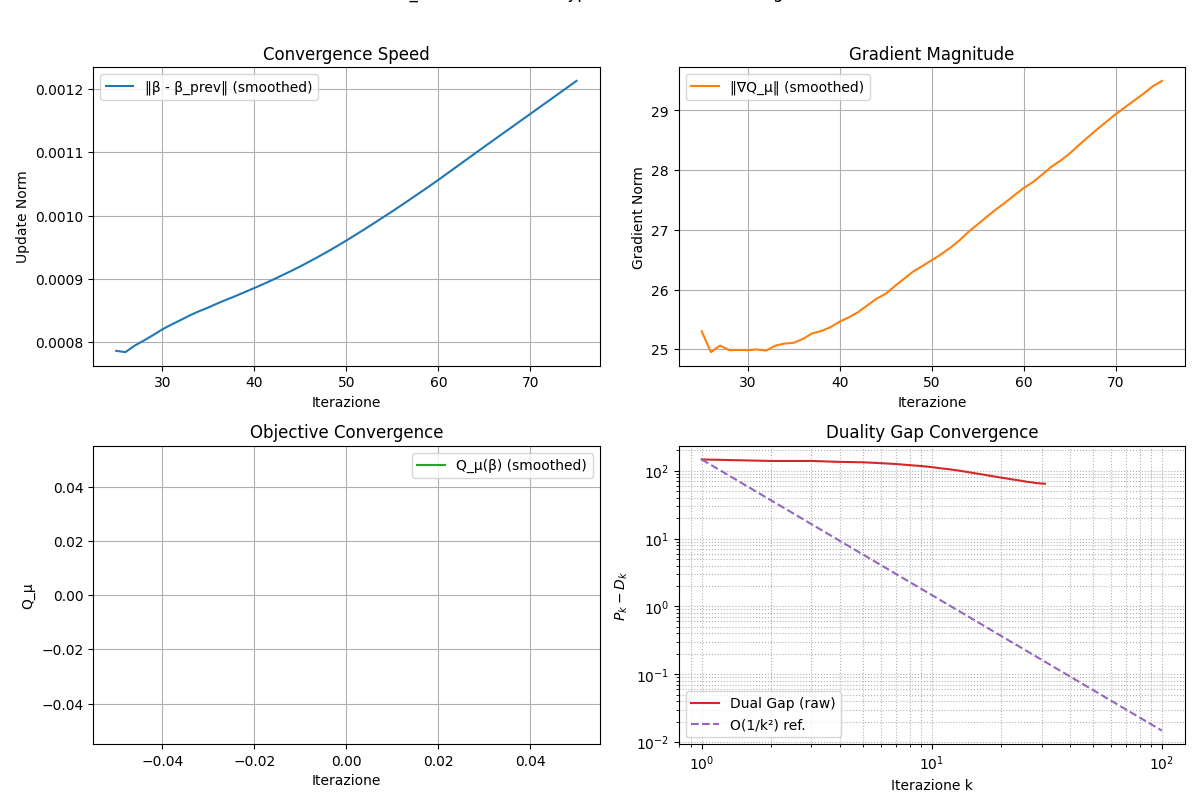 Convergence Speed
‖β - β_prev‖ (smoothed)
0.0012
0.0011
0.0010
0.0009
0.0008
Update Norm
30 40 50 60 70
Iterazione
Gradient Magnitude
‖∇Q_μ‖ (smoothed)
29
28
27
26
25
Gradient Norm
30 40 50 60 70
Iterazione
Objective Convergence
Q_μ(β) (smoothed)
0.04
0.02
0.00
−0.02
−0.04
Q_μ
−0.04 −0.02 0.00 0.02 0.04
Iterazione
Duality Gap Convergence
10²
10¹
10⁰
10⁻¹
10⁻²
Pₖ − Dₖ
Dual Gap (raw)
O(1/k²) ref.
10⁰ 10¹ 10²
Iterazione k